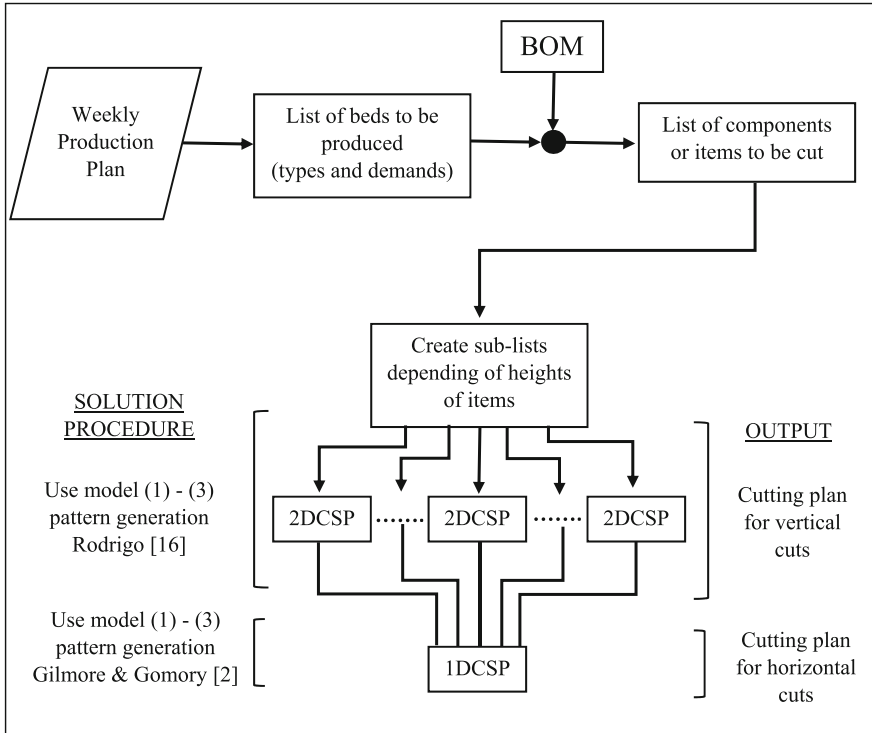 BOM
Weekly
Production
Plan
List of beds to be
produced
(types and demands)
List of components
or items to be cut
Create sub-lists
depending of heights
of items
SOLUTION
PROCEDURE
OUTPUT
Use model (1) - (3)
pattern generation
Rodrigo [16]
2DCSP
2DCSP
2DCSP
Cutting plan
for vertical
cuts
Use model (1) - (3)
pattern generation
Gilmore & Gomory [2]
1DCSP
Cutting plan
for horizontal
cuts